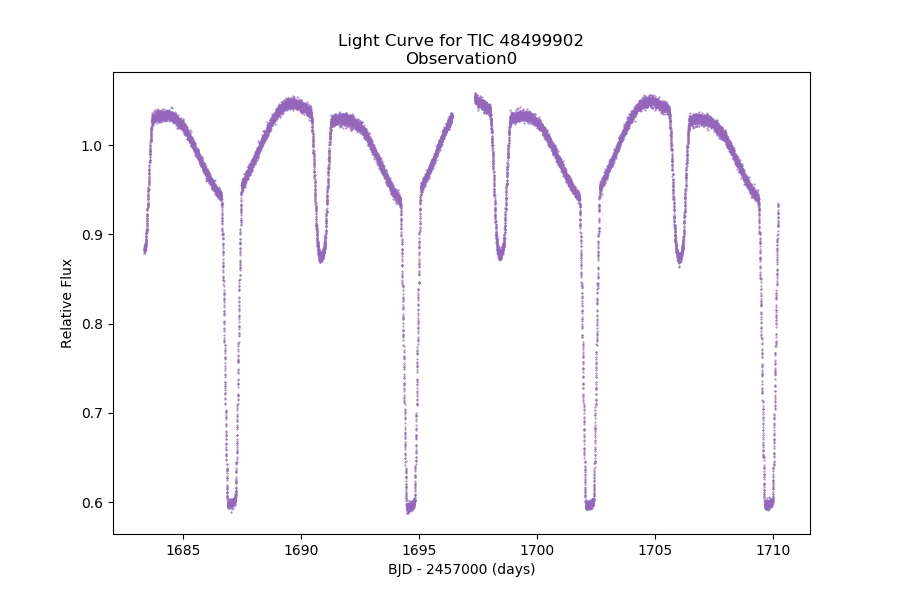 Light Curve for TIC 48499902
Observation0
1.0
0.9
0.8
0.7
0.6
Relative Flux
1685 1690 1695 1700 1705 1710
BJD - 2457000 (days)